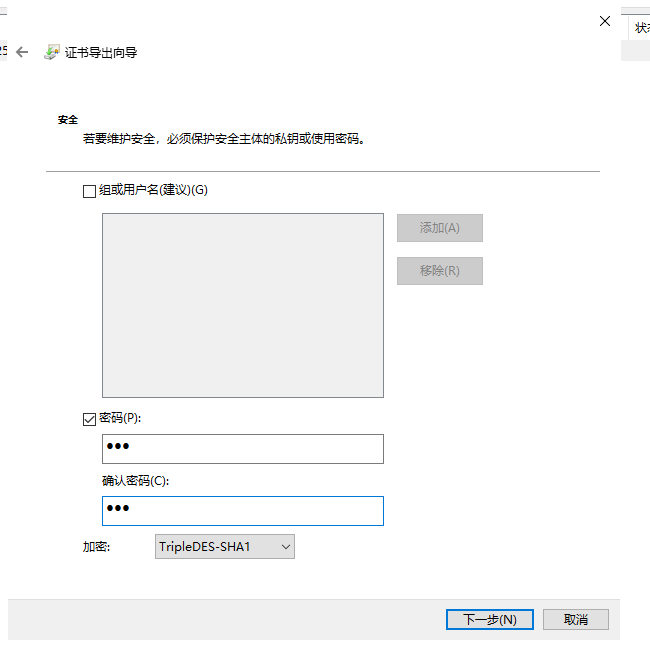 状态
25
证书导出向导
安全
若要维护安全，必须保护安全主体的私钥或使用密码。
组或用户名(建议)(G)
添加(A)
移除(R)
密码(P):
•••
确认密码(C):
•••
加密:
TripleDES-SHA1
下一步(N)
取消